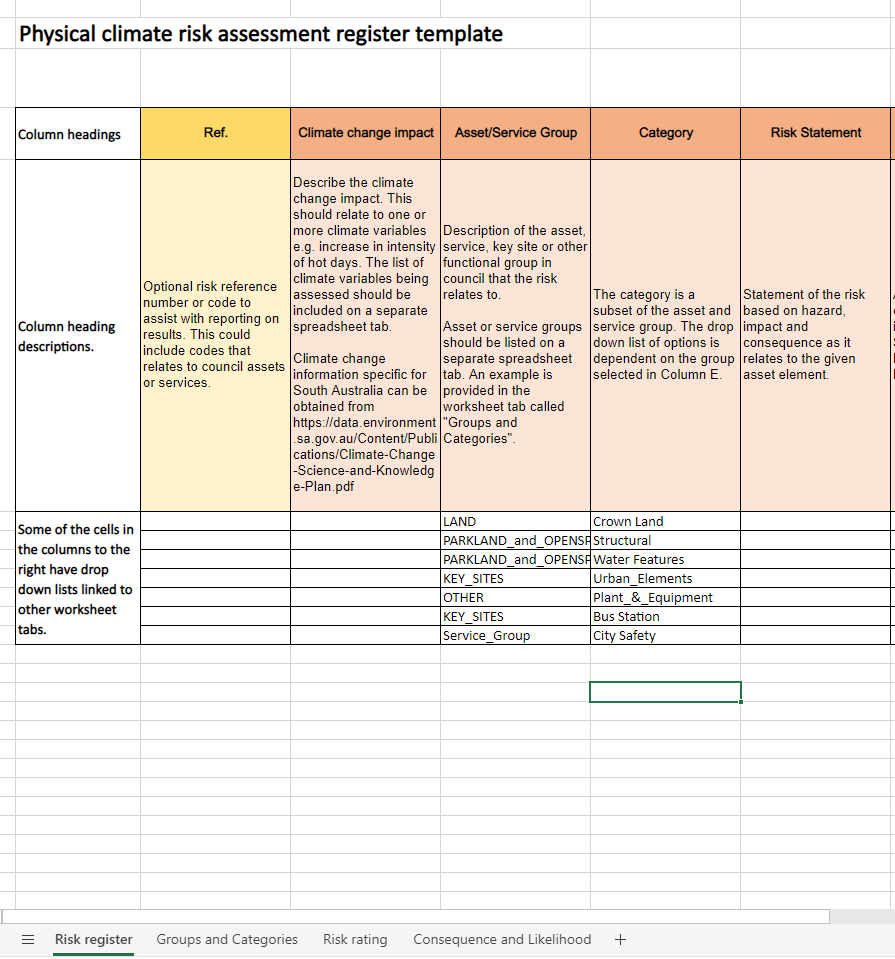 Physical climate risk assessment register template
Column headings
Ref.
Climate change impact
Asset/Service Group
Category
Risk Statement
Column heading
descriptions.
Optional risk reference
number or code to
assist with reporting on
results. This could
include codes that
relates to council assets
or services.
Describe the climate
change impact. This
should relate to one or
more climate variables
e.g. increase in intensity
of hot days. The list of
climate variables being
assessed should be
included on a separate
spreadsheet tab.
Climate change
information specific for
South Australia can be
obtained from
https://data.environment
.sa.gov.au/Content/Publi
cations/Climate-Change
-Science-and-Knowledg
e-Plan.pdf
Description of the asset,
service, key site or other
functional group in
council that the risk
relates to.
Asset or service groups
should be listed on a
separate spreadsheet
tab. An example is
provided in the
worksheet tab called
"Groups and
Categories".
The category is a
subset of the asset and
service group. The drop
down list of options is
dependent on the group
selected in Column E.
Statement of the risk
based on hazard,
impact and
consequence as it
relates to the given
asset element.
Some of the cells in
the columns to the
right have drop
down lists linked to
other worksheet
tabs.
LAND
Crown Land
PARKLAND_and_OPENSP
Structural
PARKLAND_and_OPENSP
Water Features
KEY_SITES
Urban_Elements
OTHER
Plant_&_Equipment
KEY_SITES
Bus Station
Service_Group
City Safety
Risk register
Groups and Categories
Risk rating
Consequence and Likelihood